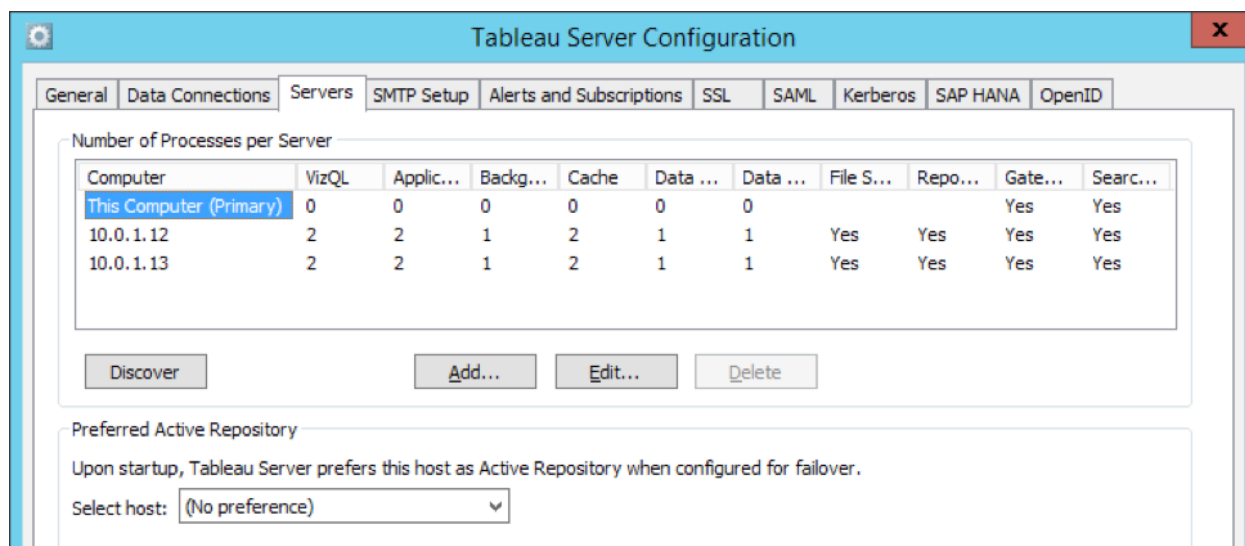 Tableau Server Configuration
x
General Data Connections Servers SMTP Setup Alerts and Subscriptions SSL SAML Kerberos SAP HANA OpenID
Number of Processes per Server
Computer VizQL Applic... Backg... Cache Data ... Data ... File S... Repo... Gate... Searc...
This Computer (Primary) 0 0 0 0 0 0 Yes Yes
10.0.1.12 2 2 1 2 1 1 Yes Yes Yes Yes
10.0.1.13 2 2 1 2 1 1 Yes Yes Yes Yes
Discover Add... Edit... Delete
Preferred Active Repository
Upon startup, Tableau Server prefers this host as Active Repository when configured for failover.
Select host: (No preference)